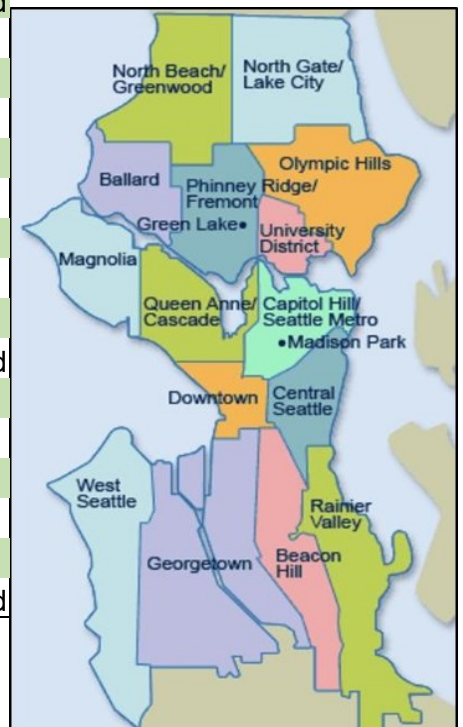 North Beach/
Greenwood
North Gate/
Lake City
Ballard
Olympic Hills
Phinney Ridge/
Fremont
Green Lake
University
District
Magnolia
Queen Anne/
Cascade
Capitol Hill/
Seattle Metro
Madison Park
Downtown
Central
Seattle
West
Seattle
Rainier
Valley
Georgetown
Beacon
Hill